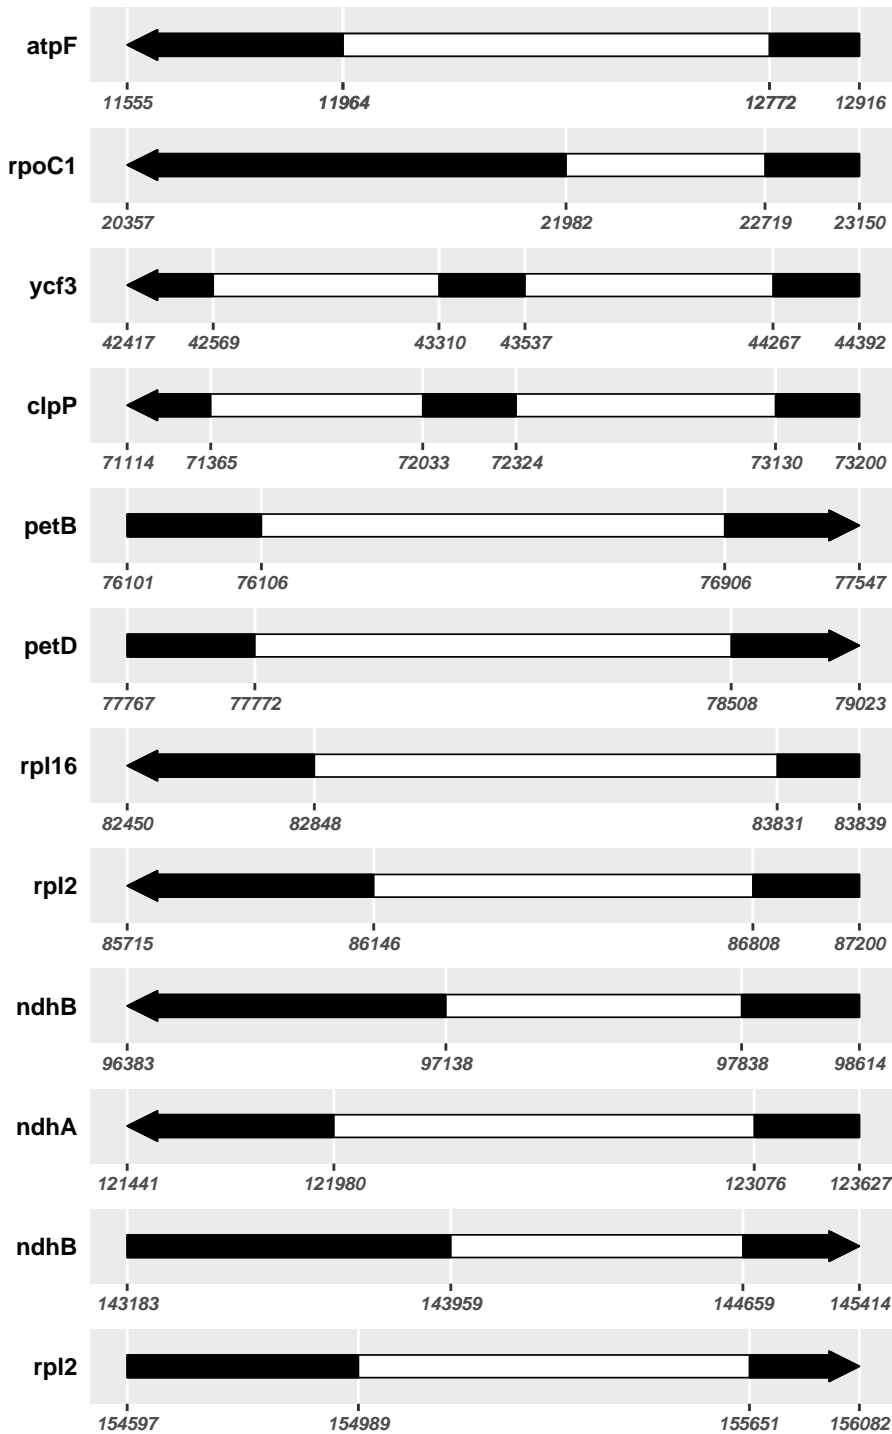 atpF
11555 11964 12772 12916
rpoC1
20357 21982 22719 23150
ycf3
42417 42569 43310 43537 44267 44392
clpP
71114 71365 72033 72324 73130 73200
petB
76101 76106 76906 77547
petD
77767 77772 78508 79023
rpl16
82450 82848 83831 83839
rpl2
85715 86146 86808 87200
ndhB
96383 97138 97838 98614
ndhA
121441 121980 123076 123627
ndhB
143183 143959 144659 145414
rpl2
154597 154989 155651 156082